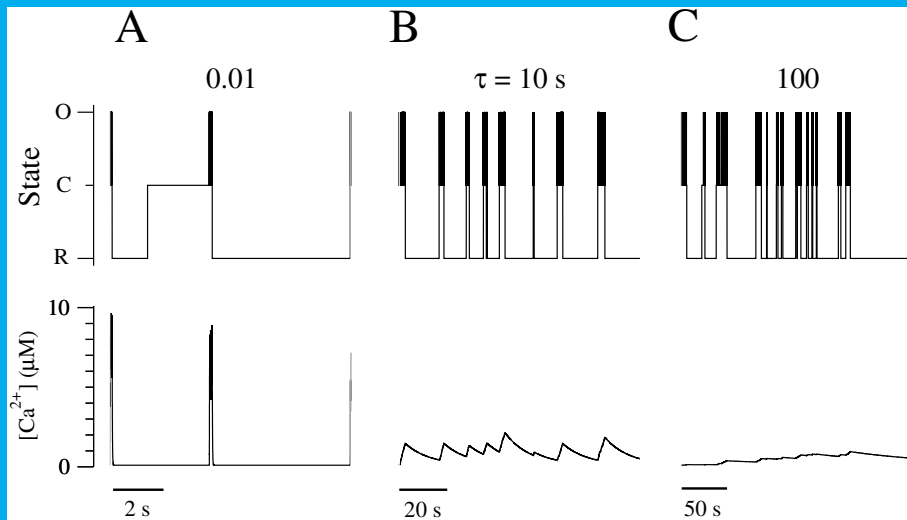 A B C
0.01 τ = 10 s 100
State
O
C
R
[Ca2+] (μM)
10
0
2 s 20 s 50 s